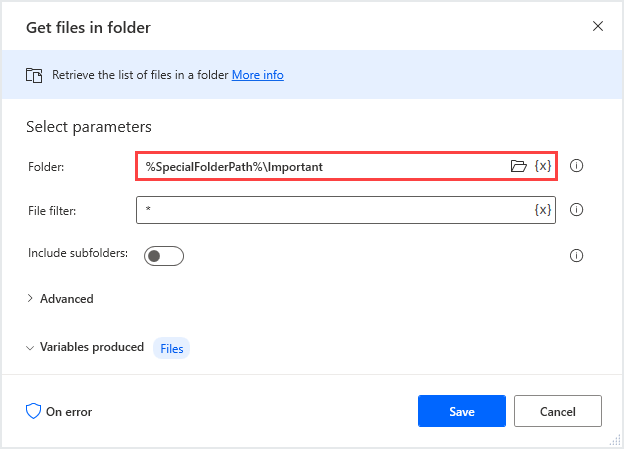 Get files in folder
Retrieve the list of files in a folder More info
Select parameters
Folder: %SpecialFolderPath%\Important {x}
File filter: * {x}
Include subfolders:
Advanced
Variables produced Files
On error Save Cancel